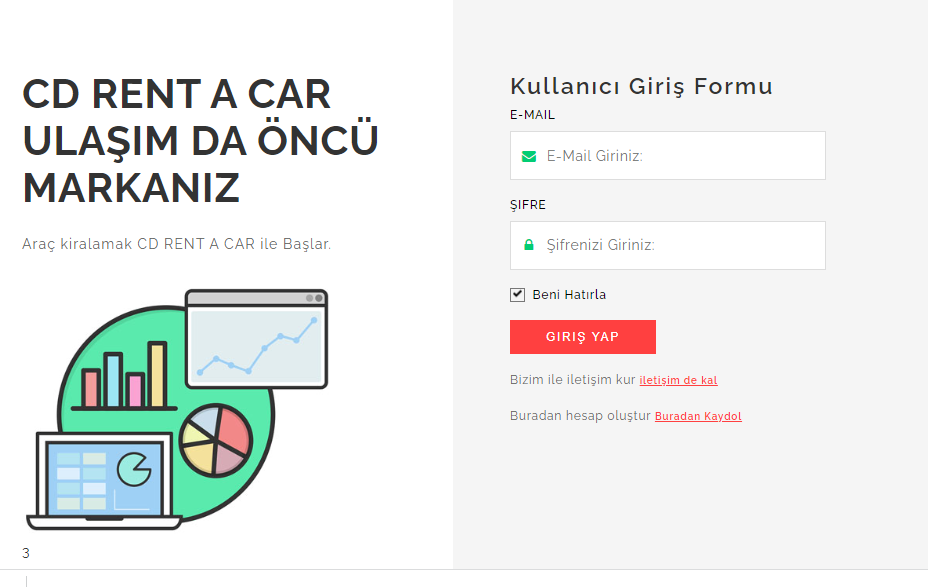 CD RENT A CAR
ULAŞIM DA ÖNCÜ
MARKANIZ
Araç kiralamak CD RENT A CAR ile Başlar.
3
Kullanıcı Giriş Formu
E-MAIL
E-Mail Giriniz:
ŞIFRE
Şifrenizi Giriniz:
Beni Hatırla
GIRIŞ YAP
Bizim ile iletişim kur iletişim de kal
Buradan hesap oluştur Buradan Kaydol